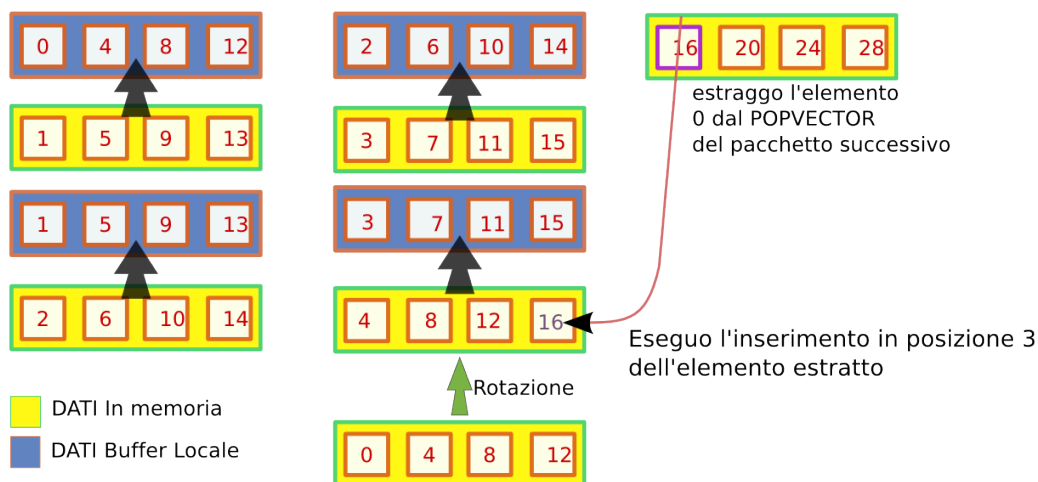 0 4 8 12
2 6 10 14
16 20 24 28
estraggo l'elemento
0 dal POPVECTOR
del pacchetto successivo
1 5 9 13
3 7 11 15
1 5 9 13
3 7 11 15
2 6 10 14
4 8 12 16
Eseguo l'inserimento in posizione 3
dell'elemento estratto
Rotazione
DATI In memoria
DATI Buffer Locale
0 4 8 12